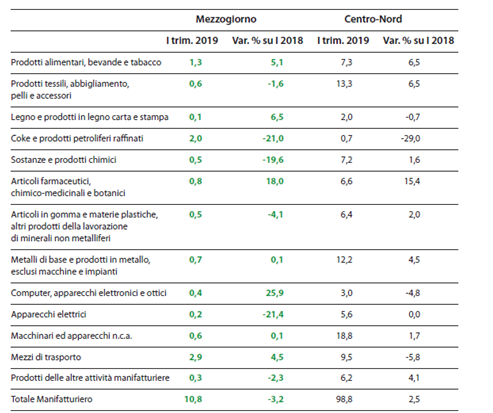 Mezzogiorno Centro-Nord
I trim. 2019 Var. % su I 2018 I trim. 2019 Var. % su I 2018
Prodotti alimentari, bevande e tabacco 1,3 5,1 7,3 6,5
Prodotti tessili, abbigliamento, 0,6 -1,6 13,3 6,5
pelli e accessori
Legno e prodotti in legno carta e stampa 0,1 6,5 2,0 -0,7
Coke e prodotti petroliferi raffinati 2,0 -21,0 0,7 -29,0
Sostanze e prodotti chimici 0,5 -19,6 7,2 1,6
Articoli farmaceutici, 0,8 18,0 6,6 15,4
chimico-medicinali e botanici
Articoli in gomma e materie plastiche, 0,5 -4,1 6,4 2,0
altri prodotti della lavorazione
di minerali non metalliferi
Metalli di base e prodotti in metallo, 0,7 0,1 12,2 4,5
esclusi macchine e impianti
Computer, apparecchi elettronici e ottici 0,4 25,9 3,0 -4,8
Apparecchi elettrici 0,2 -21,4 5,6 0,0
Macchinari ed apparecchi n.c.a. 0,6 0,1 18,8 1,7
Mezzi di trasporto 2,9 4,5 9,5 -5,8
Prodotti delle altre attività manifatturiere 0,3 -2,3 6,2 4,1
Totale Manifatturiero 10,8 -3,2 98,8 2,5